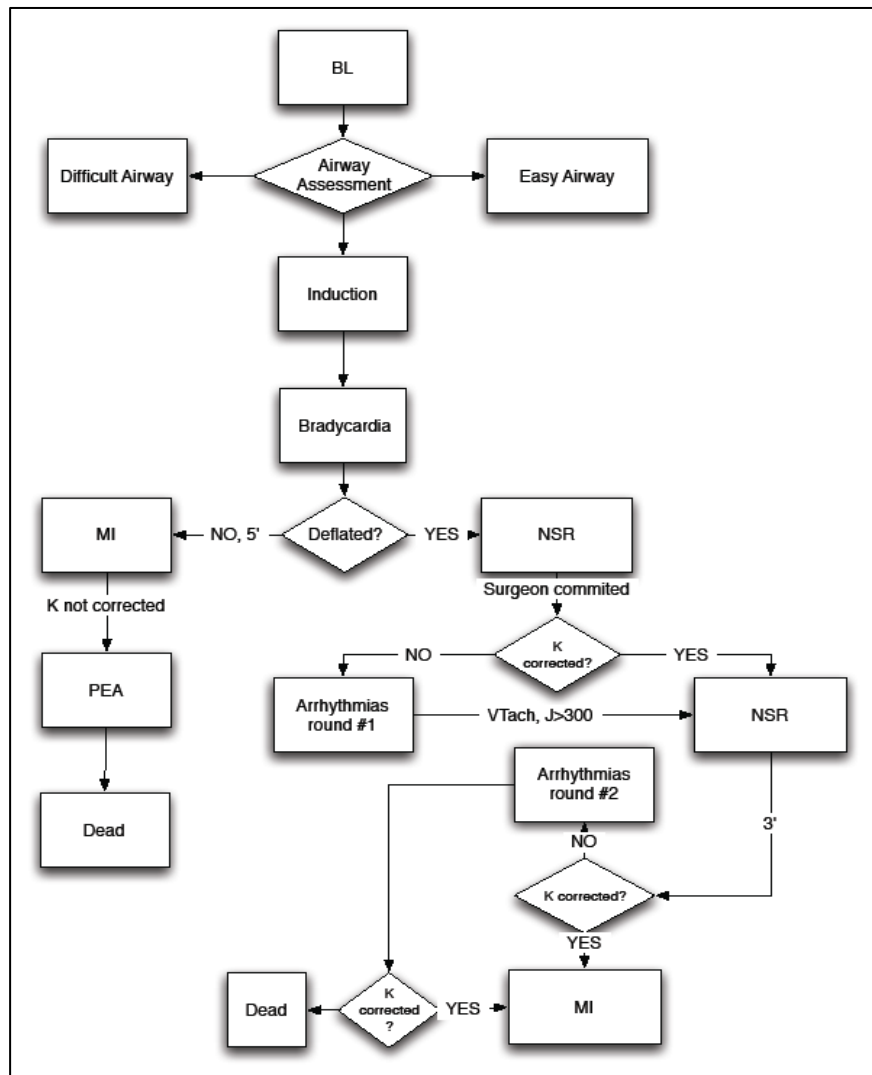 BL
Difficult Airway
Airway
Assessment
Easy Airway
Induction
Bradycardia
MI
NO, 5'
Deflated?
YES
NSR
K not corrected
Surgeon commited
PEA
NO
K
corrected?
YES
Arrhythmias
round #1
VTach, J>300
NSR
Dead
Arrhythmias
round #2
3'
NO
K corrected?
YES
Dead
K
corrected
?
YES
MI